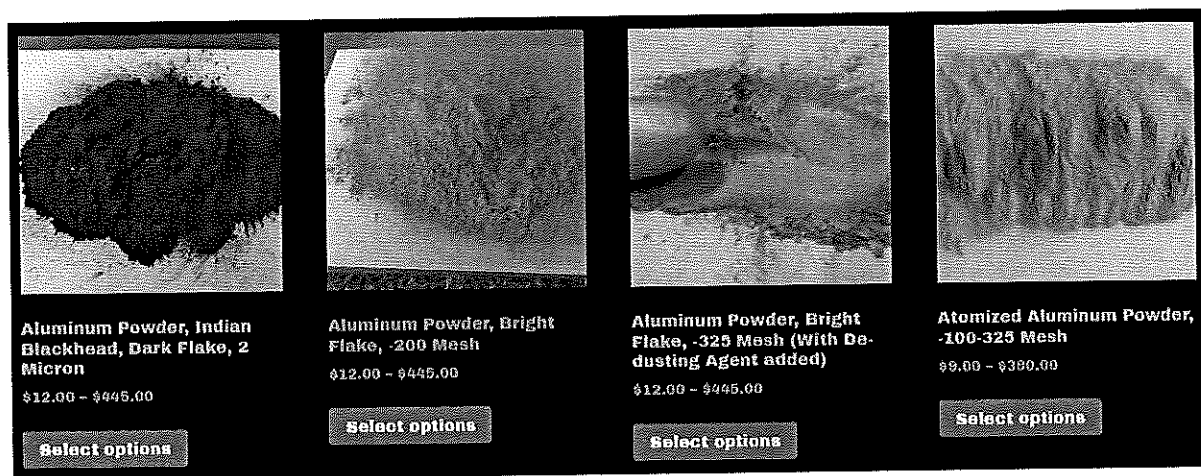 Aluminum Powder, Indian
Blackhead, Dark Flake, 2
Micron
$12.00 – $445.00
Select options
Aluminum Powder, Bright
Flake, -200 Mesh
$12.00 – $445.00
Select options
Aluminum Powder, Bright
Flake, -325 Mesh (With De-
dusting Agent added)
$12.00 – $445.00
Select options
Atomized Aluminum Powder,
-100-325 Mesh
$9.00 – $380.00
Select options